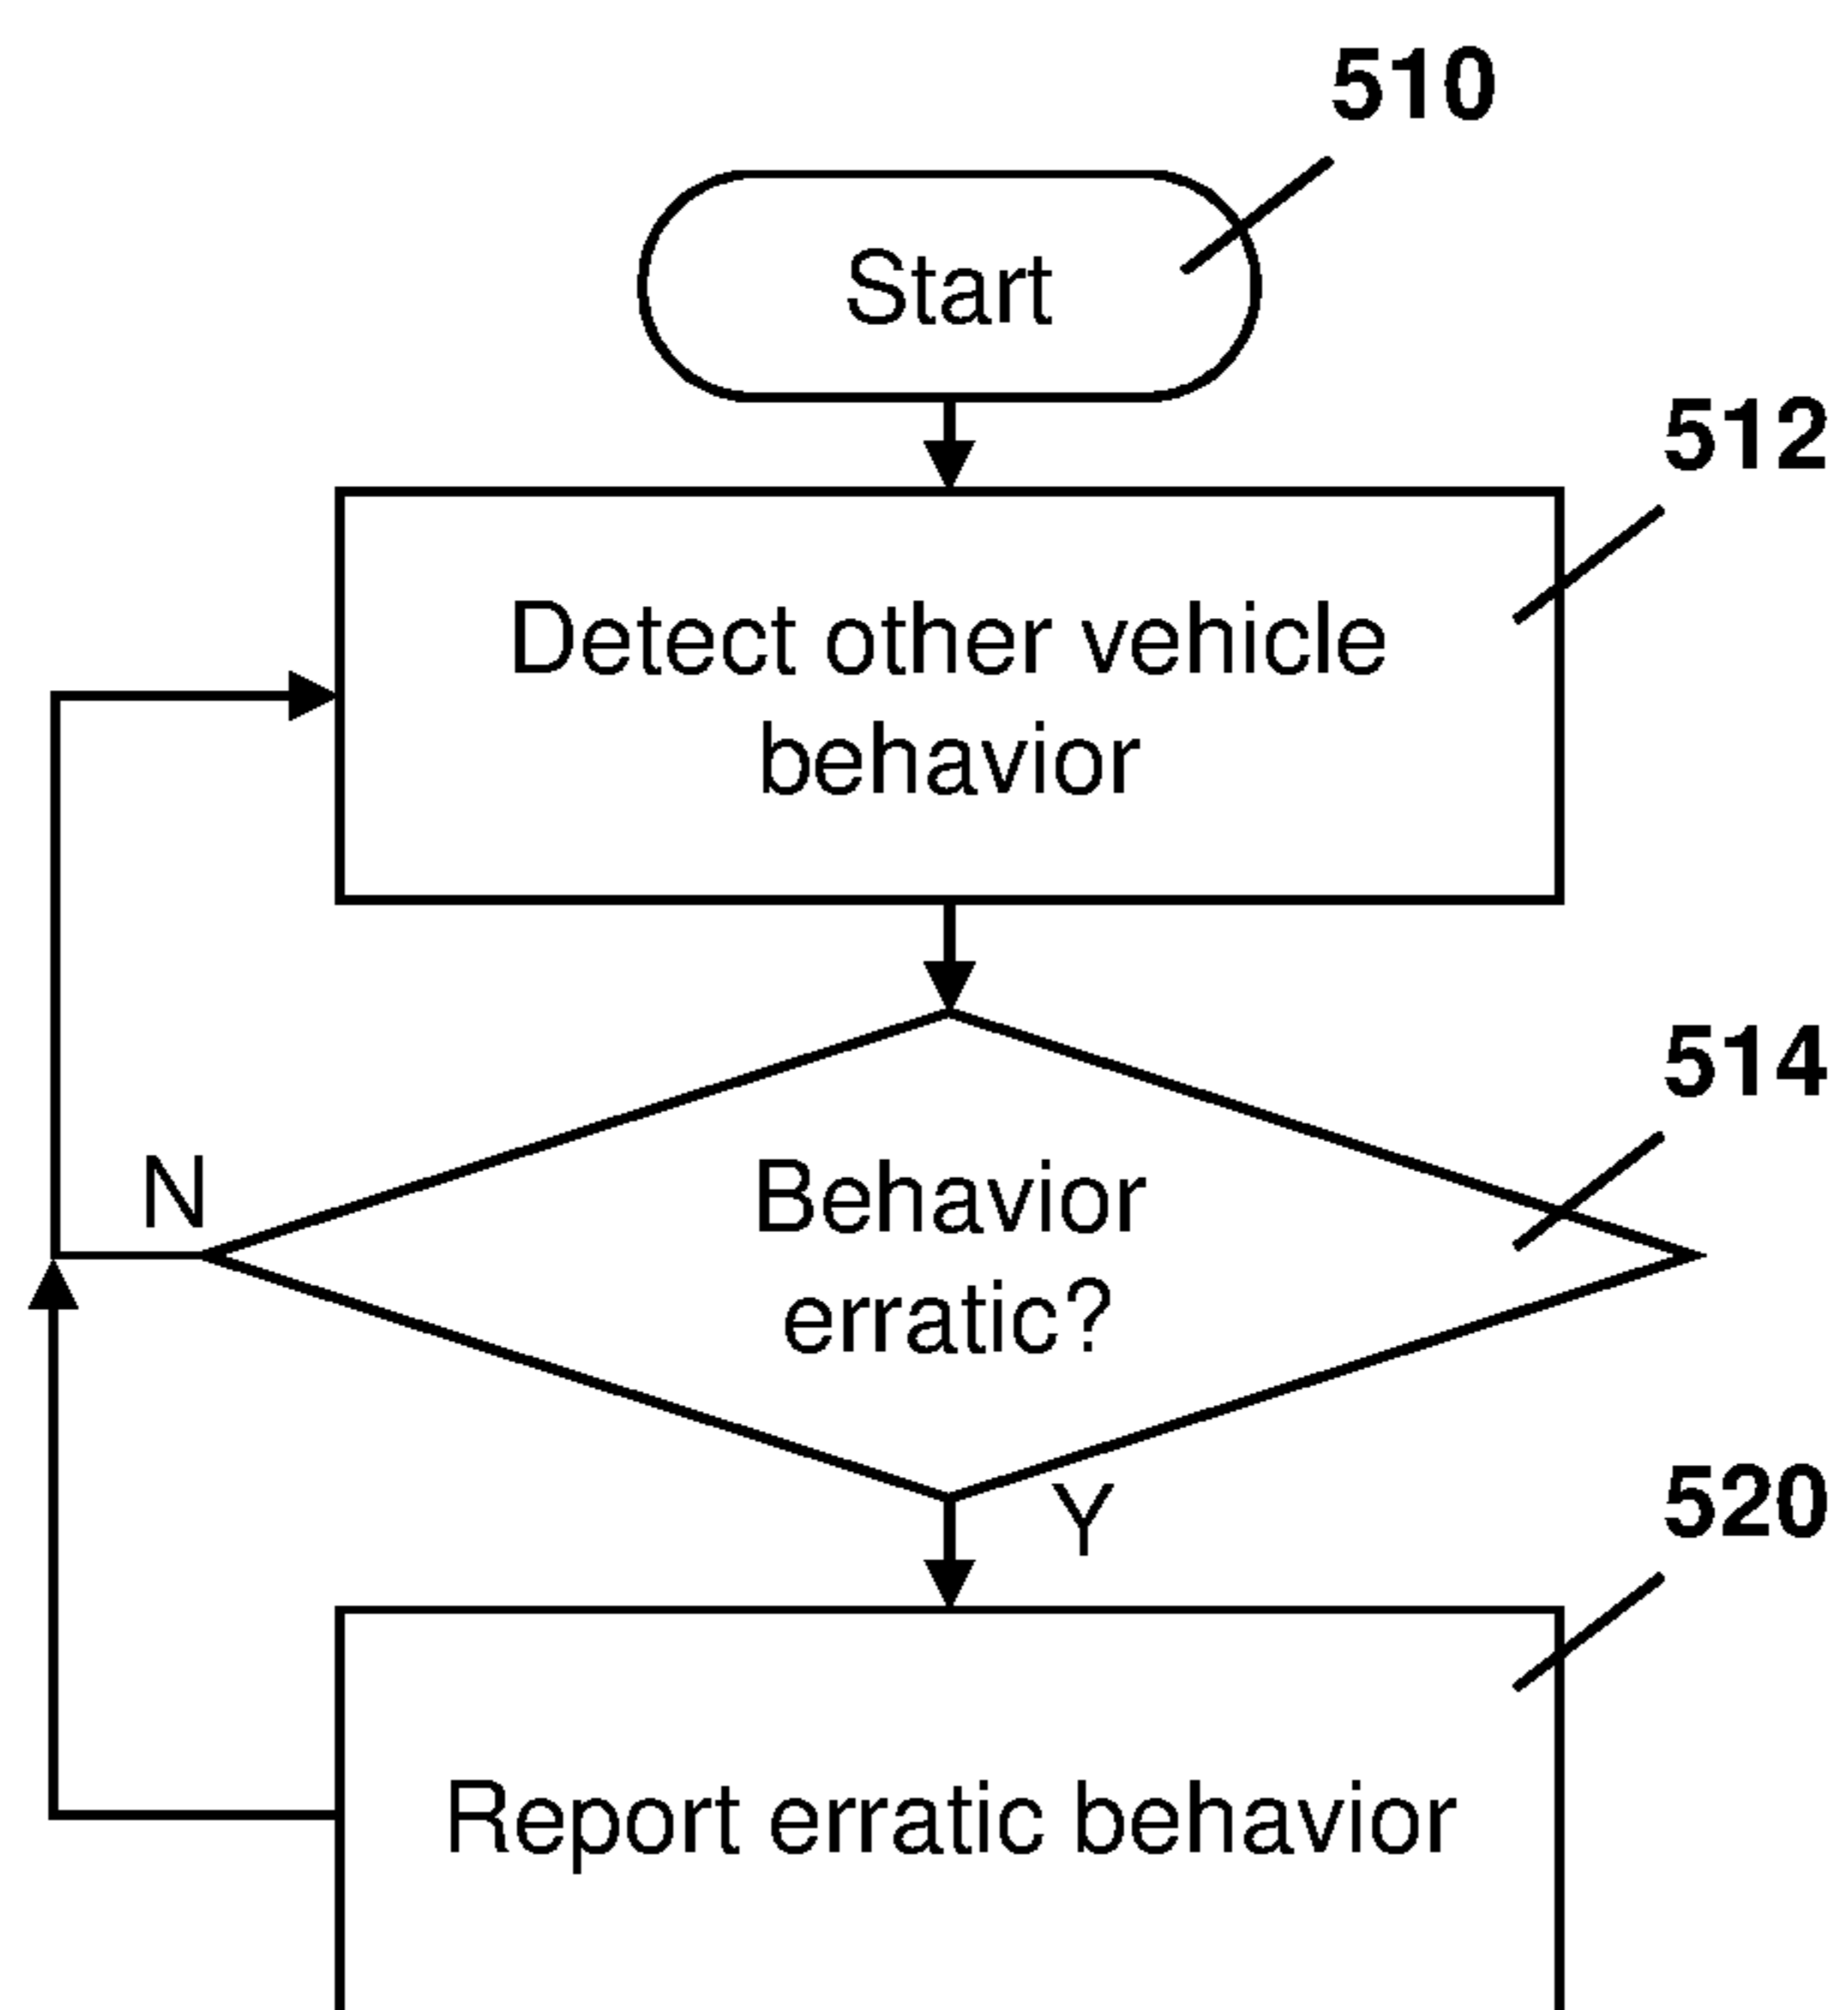 510
Start
512
Detect other vehicle
behavior
514
N
Behavior
erratic?
Y
520
Report erratic behavior